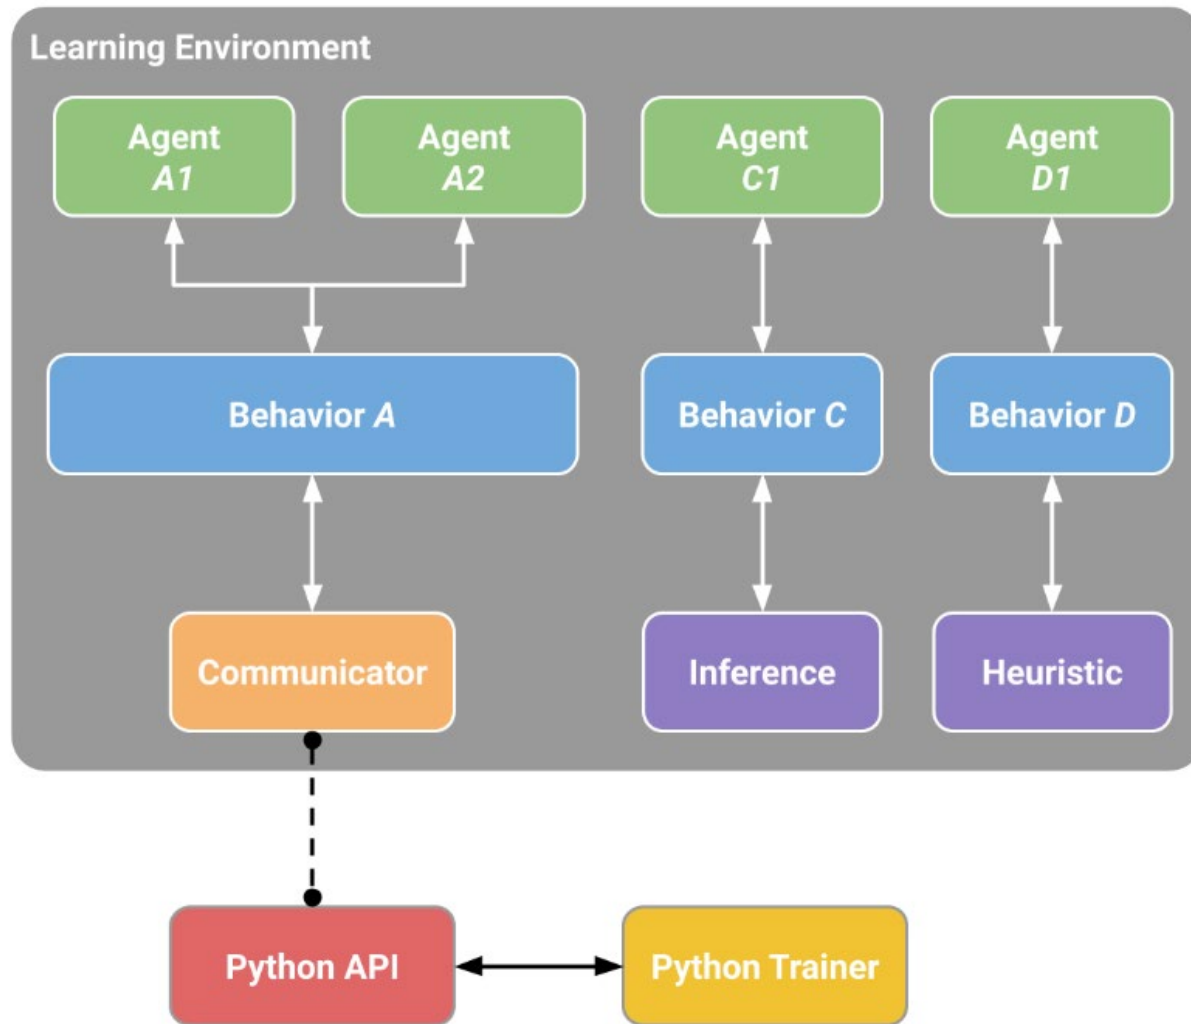 Learning Environment
Agent
A1
Agent
A2
Agent
C1
Agent
D1
Behavior A
Behavior C
Behavior D
Communicator
Inference
Heuristic
Python API
Python Trainer